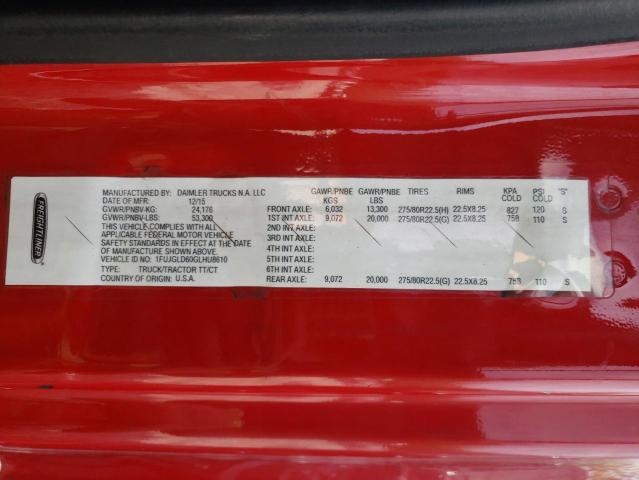 FREIGHTLINER
MANUFACTURED BY: DAIMLER TRUCKS N.A. LLC
DATE OF MFR: 12/15
GVWR/PNBV-KG: 24,176
GVWR/PNBV-LBS: 53,300
THIS VEHICLE COMPLIES WITH ALL
APPLICABLE FEDERAL MOTOR VEHICLE
SAFETY STANDARDS IN EFFECT AT THE DATE
OF MANUFACTURE SHOWN ABOVE.
VEHICLE ID: 1FUJGLD60GLHU8610
TYPE: TRUCK/TRACTOR TT/CT
COUNTRY OF ORIGIN: U.S.A.
GAWR/PNBE GAWR/PNBE TIRES RIMS KPA PSI "S"
KGS LBS COLD COLD
FRONT AXLE: 6,032 13,300 275/80R22.5(H) 22.5X8.25 827 120 S
1ST INT AXLE: 9,072 20,000 275/80R22.5(G) 22.5X8.25 758 110 S
2ND INT AXLE:
3RD INT AXLE:
4TH INT AXLE:
5TH INT AXLE:
6TH INT AXLE:
REAR AXLE: 9,072 20,000 275/80R22.5(G) 22.5X8.25 758 110 S